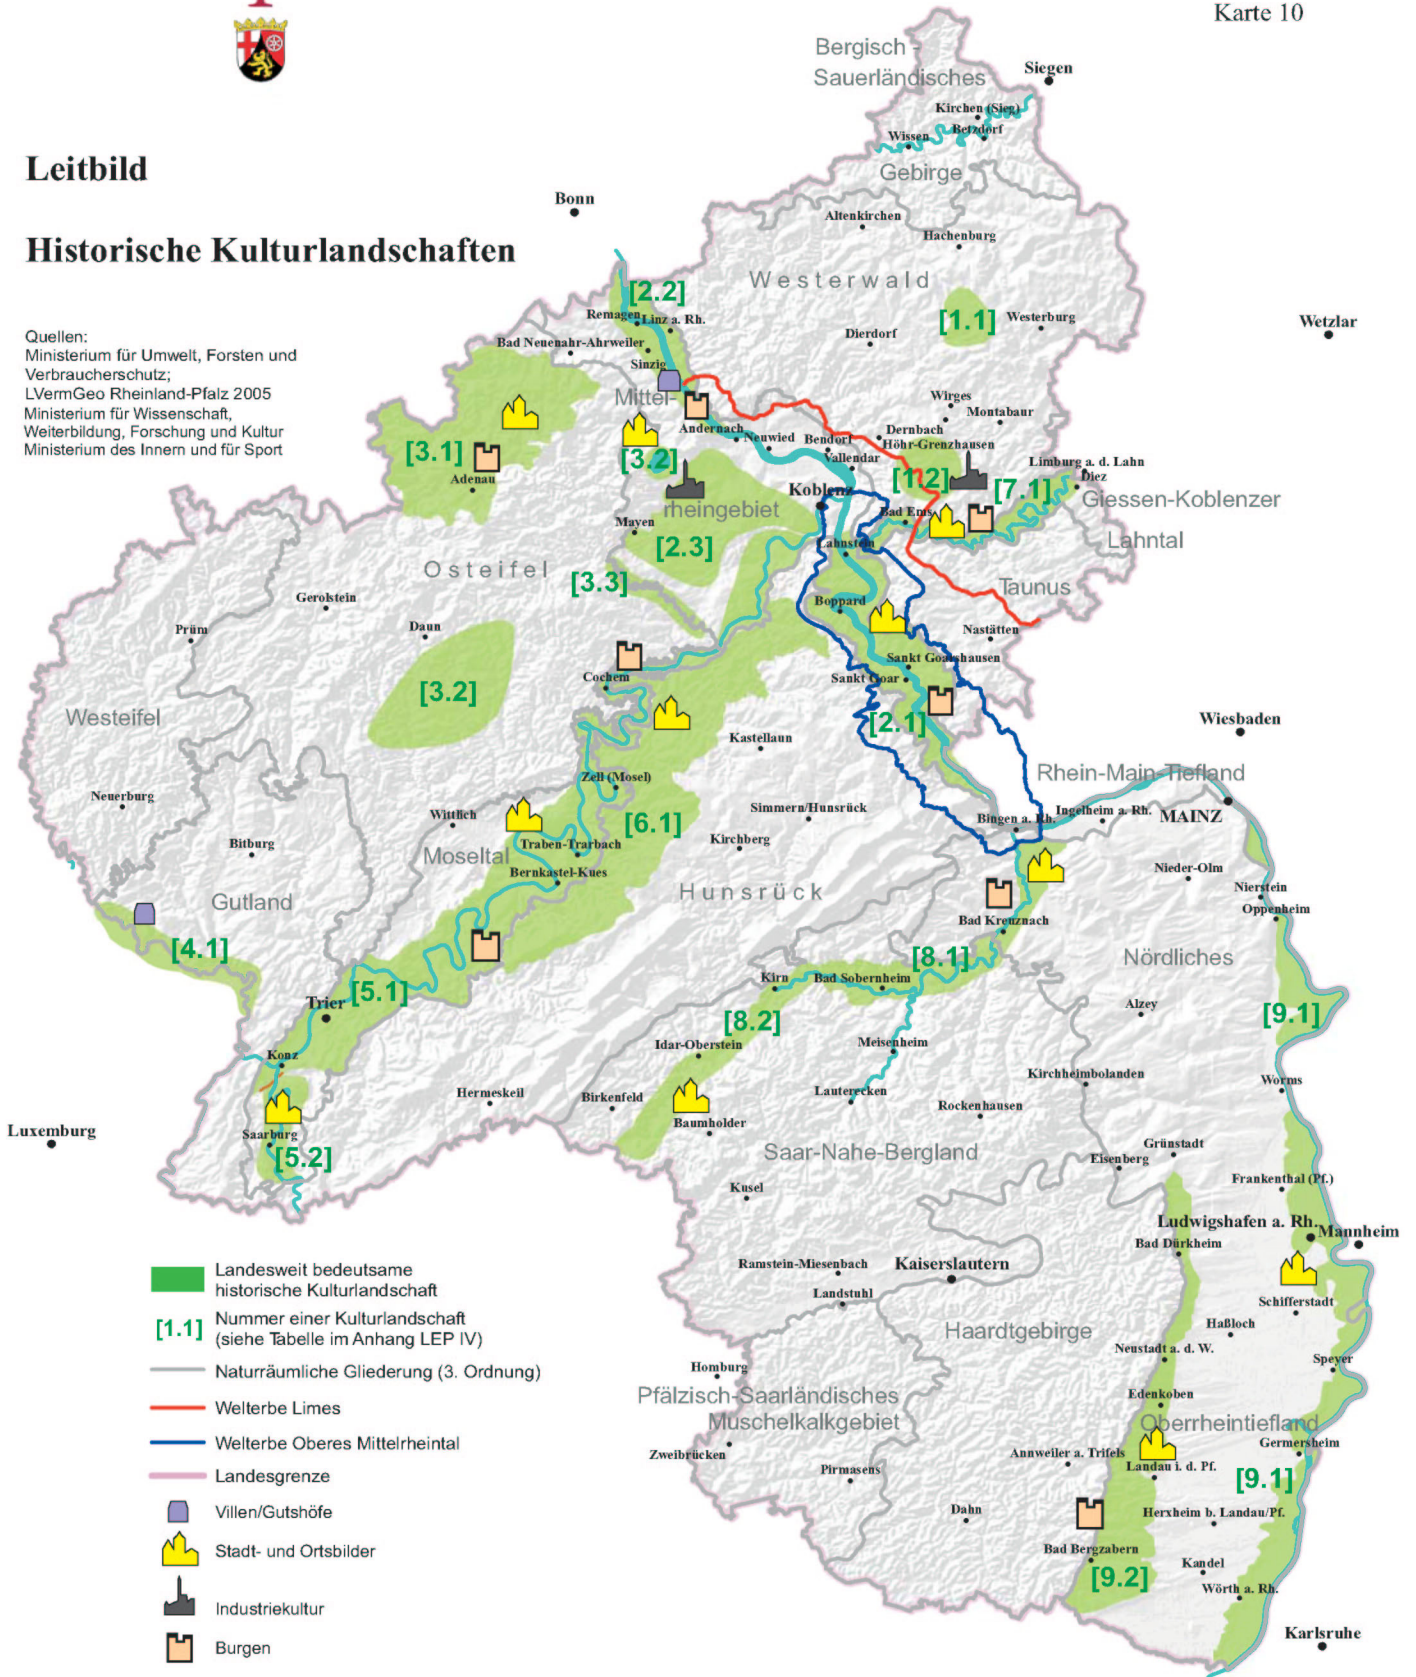 Karte 10
Leitbild
Historische Kulturlandschaften
Quellen:
Ministerium für Umwelt, Forsten und
Verbraucherschutz;
LVermGeo Rheinland-Pfalz 2005
Ministerium für Wissenschaft,
Weiterbildung, Forschung und Kultur
Ministerium des Innern und für Sport
Bergisch -
Sauerländisches
Gebirge
Siegen
Kirchen (Sieg)
Wissen
Betzdorf
Bonn
Altenkirchen
Hachenburg
Westerwald
[2.2]
Remagen
Linz a. Rh.
[1.1]
Westerburg
Wetzlar
Dierdorf
Bad Neuenahr-Ahrweiler
Sinzig
Mittel-
rheingebiet
Wirges
Montabaur
Andernach
Neuwied
Bendorf
Dernbach
Höhr-Grenzhausen
Vallendar
[3.1]
Adenau
[3.2]
Limburg a. d. Lahn
Diez
[1.2]
[7.1]
Giessen-Koblenzer
Lahntal
Koblenz
Bad Ems
Mayen
[2.3]
Lahnstein
Osteifel
[3.3]
Taunus
Gerolstein
Boppard
Prüm
Daun
Nastätten
Sankt Goarshausen
Sankt Goar
Cochem
[3.2]
Westeifel
[2.1]
Wiesbaden
Kastellaun
Rhein-Main-Tiefland
Zell (Mosel)
Neuerburg
Wittlich
Simmern/Hunsrück
Bingen a. Rh.
Ingelheim a. Rh.
MAINZ
[6.1]
Kirchberg
Bitburg
Moseltal
Traben-Trarbach
Bernkastel-Kues
Nieder-Olm
Hunsrück
Nierstein
Oppenheim
Gutland
Bad Kreuznach
[4.1]
[8.1]
Nördliches
Kirn
Bad Sobernheim
[5.1]
Trier
[8.2]
Alzey
[9.1]
Idar-Oberstein
Meisenheim
Konz
Kirchheimbolanden
Worms
Hermeskeil
Birkenfeld
Lauterecken
Rockenhausen
Baumholder
Luxemburg
Saarburg
[5.2]
Saar-Nahe-Bergland
Grünstadt
Eisenberg
Kusel
Frankenthal (Pf.)
Ludwigshafen a. Rh.
Mannheim
Bad Dürkheim
Ramstein-Miesenbach
Kaiserslautern
Landstuhl
Schifferstadt
Haßloch
Haardtgebirge
Neustadt a. d. W.
Speyer
Homburg
Pfälzisch-Saarländisches
Muschelkalkgebiet
Edenkoben
Oberrheintiefland
Germersheim
Zweibrücken
Annweiler a. Trifels
Landau i. d. Pf.
Pirmasens
[9.1]
Dahn
Herxheim b. Landau/Pf.
Bad Bergzabern
[9.2]
Kandel
Wörth a. Rh.
Karlsruhe
Landesweit bedeutsame
historische Kulturlandschaft
[1.1]
Nummer einer Kulturlandschaft
(siehe Tabelle im Anhang LEP IV)
Naturräumliche Gliederung (3. Ordnung)
Welterbe Limes
Welterbe Oberes Mittelrheintal
Landesgrenze
Villen/Gutshöfe
Stadt- und Ortsbilder
Industriekultur
Burgen